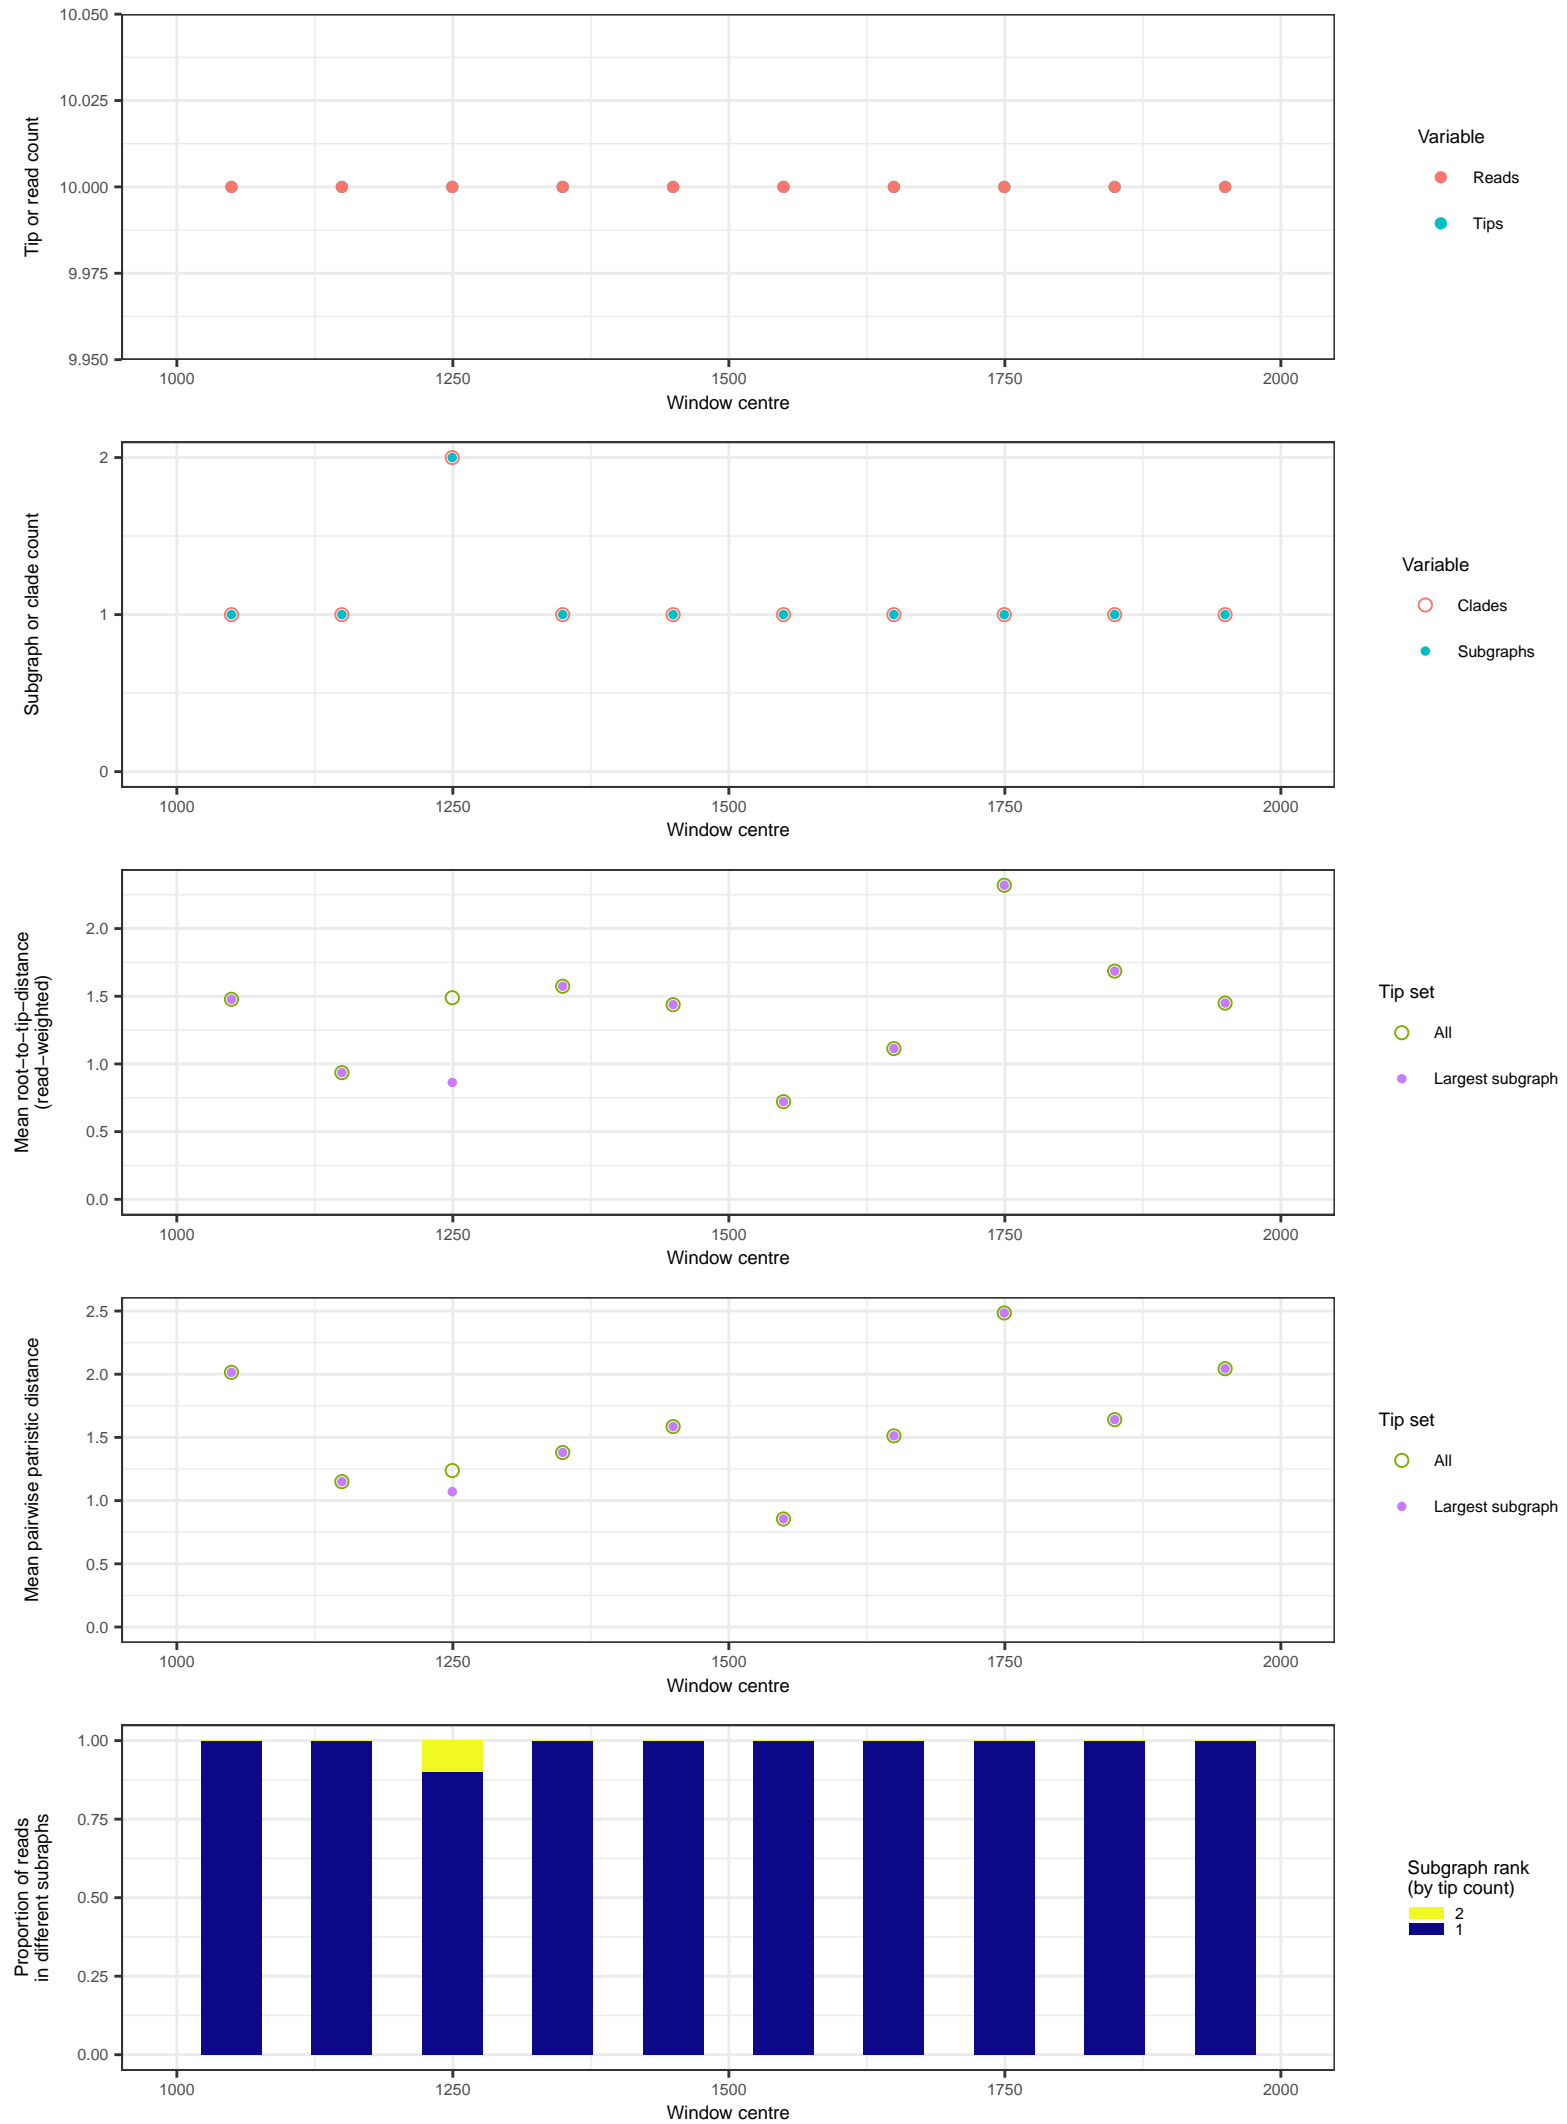 10.050
10.025
10.000
9.975
9.950
Tip or read count
1000 1250 1500 1750 2000
Window centre
Variable
Reads
Tips
2
1
0
Subgraph or clade count
1000 1250 1500 1750 2000
Window centre
Variable
Clades
Subgraphs
2.0
1.5
1.0
0.5
0.0
Mean root−to−tip−distance
(read−weighted)
1000 1250 1500 1750 2000
Window centre
Tip set
All
Largest subgraph
2.5
2.0
1.5
1.0
0.5
0.0
Mean pairwise patristic distance
1000 1250 1500 1750 2000
Window centre
Tip set
All
Largest subgraph
1.00
0.75
0.50
0.25
0.00
Proportion of reads
in different subraphs
1000 1250 1500 1750 2000
Window centre
Subgraph rank
(by tip count)
2
1